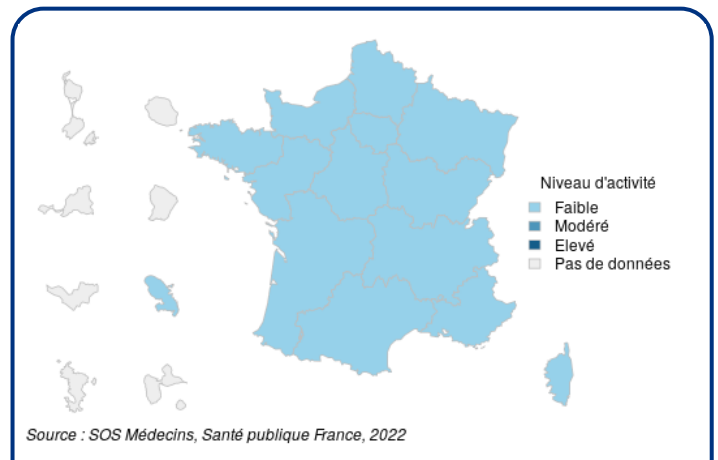 Niveau d'activité
Faible
Modéré
Elevé
Pas de données
Source : SOS Médecins, Santé publique France, 2022